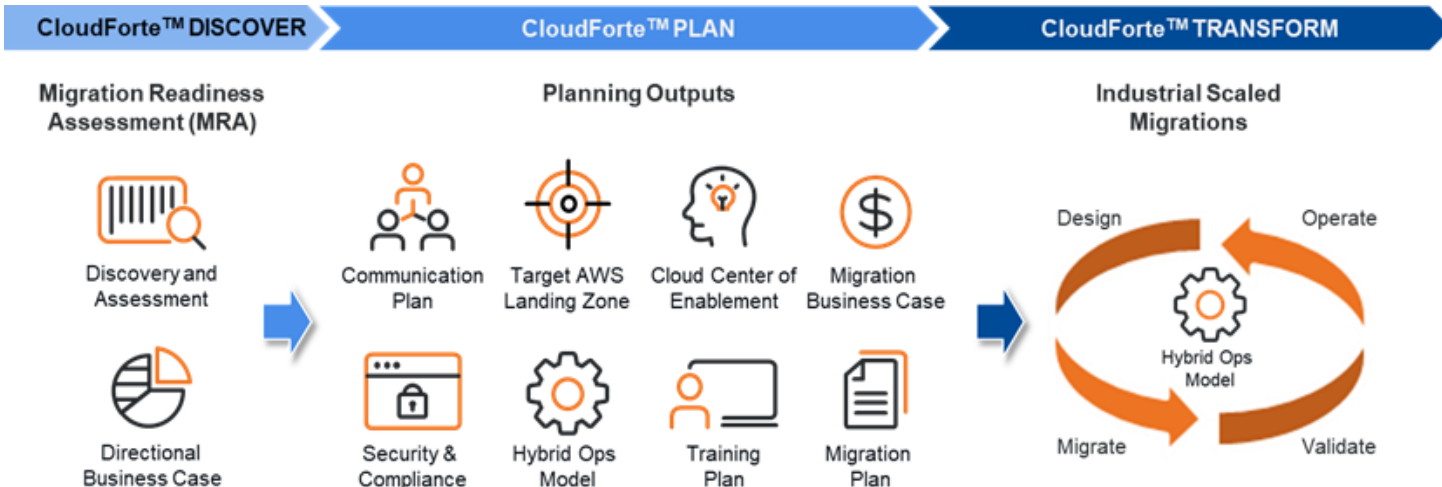 CloudForte™ DISCOVER
CloudForte™ PLAN
CloudForte™ TRANSFORM
Migration Readiness
Assessment (MRA)
Planning Outputs
Industrial Scaled
Migrations
Discovery and
Assessment
Directional
Business Case
Communication
Plan
Target AWS
Landing Zone
Cloud Center of
Enablement
Migration
Business Case
Security &
Compliance
Hybrid Ops
Model
Training
Plan
Migration
Plan
Design
Operate
Hybrid Ops
Model
Migrate
Validate